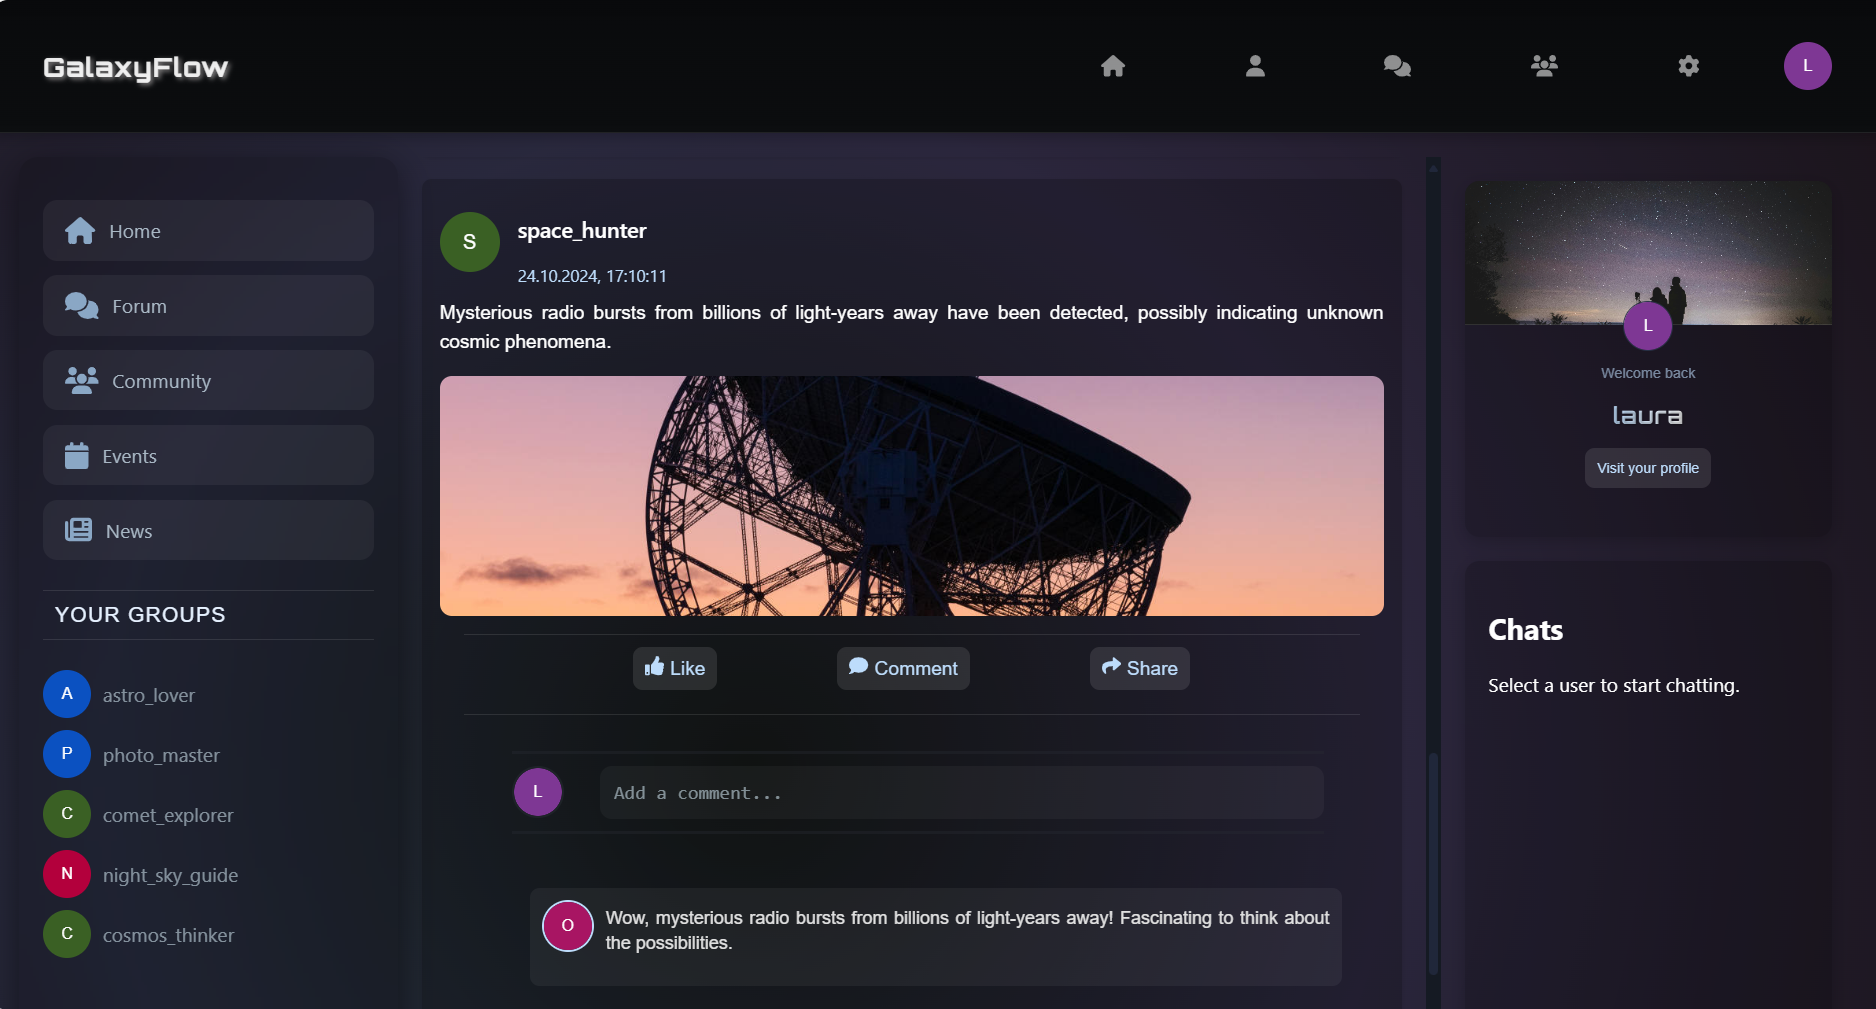 GalaxyFlow
L
Home
Forum
Community
Events
News
YOUR GROUPS
A astro_lover
P photo_master
C comet_explorer
N night_sky_guide
C cosmos_thinker
S space_hunter
24.10.2024, 17:10:11
Mysterious radio bursts from billions of light-years away have been detected, possibly indicating unknown
cosmic phenomena.
Like Comment Share
L Add a comment...
O Wow, mysterious radio bursts from billions of light-years away! Fascinating to think about
the possibilities.
L
Welcome back
laura
Visit your profile
Chats
Select a user to start chatting.